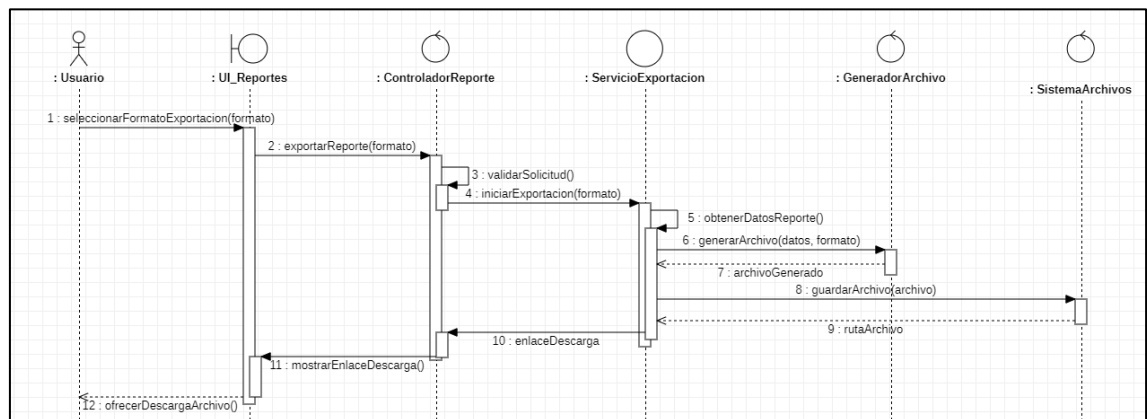 : Usuario
: UI_Reportes
: ControladorReporte
: ServicioExportacion
: GeneradorArchivo
: SistemaArchivos
1 : seleccionarFormatoExportacion(formato)
2 : exportarReporte(formato)
3 : validarSolicitud()
4 : iniciarExportacion(formato)
5 : obtenerDatosReporte()
6 : generarArchivo(datos, formato)
7 : archivoGenerado
8 : guardarArchivo(archivo)
9 : rutaArchivo
10 : enlaceDescarga
11 : mostrarEnlaceDescarga()
12 : ofrecerDescargaArchivo()